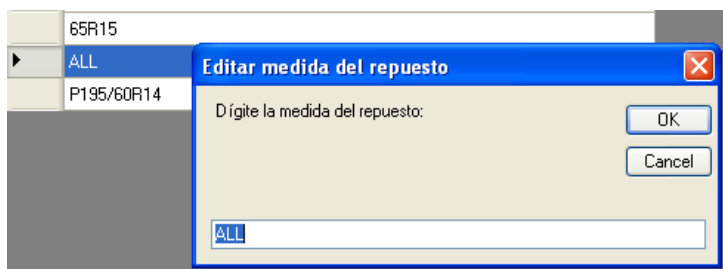 65R15
ALL
P195/60R14
Editar medida del repuesto
Dígite la medida del repuesto:
OK
Cancel
ALL